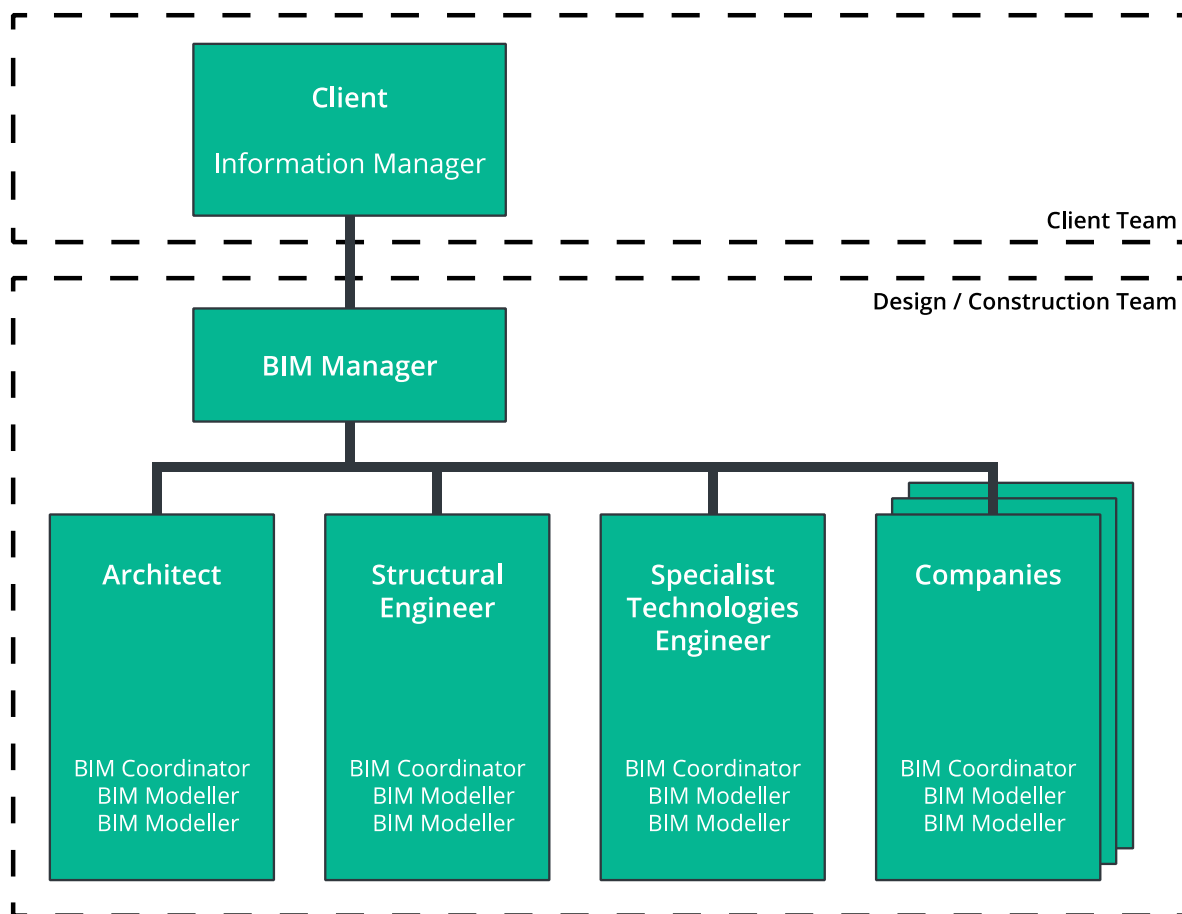 Client
Information Manager
Client Team
Design / Construction Team
BIM Manager
Architect
BIM Coordinator
BIM Modeller
BIM Modeller
Structural
Engineer
BIM Coordinator
BIM Modeller
BIM Modeller
Specialist
Technologies
Engineer
BIM Coordinator
BIM Modeller
BIM Modeller
Companies
BIM Coordinator
BIM Modeller
BIM Modeller